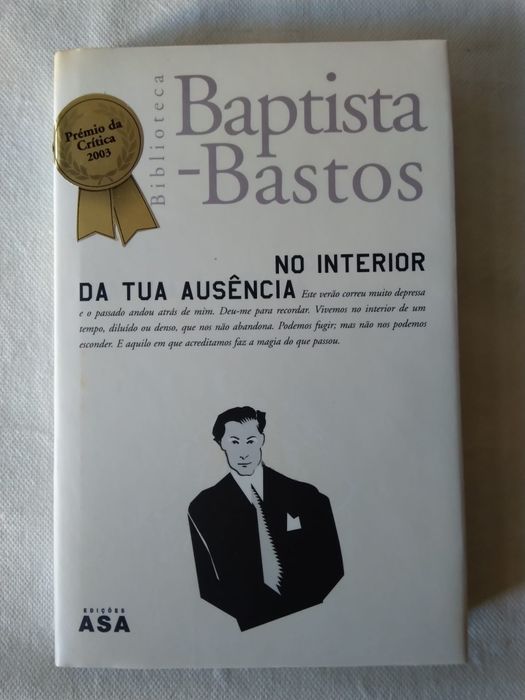 Prémio da
Crítica
2003
Biblioteca
Baptista
-Bastos
NO INTERIOR
DA TUA AUSÊNCIA Este verão correu muito depressa
e o passado andou atrás de mim. Deu-me para recordar. Vivemos no interior de um
tempo, diluído ou denso, que nos não abandona. Podemos fugir; mas não nos podemos
esconder. E aquilo em que acreditamos faz a magia do que passou.
EDIÇÕES
ASA